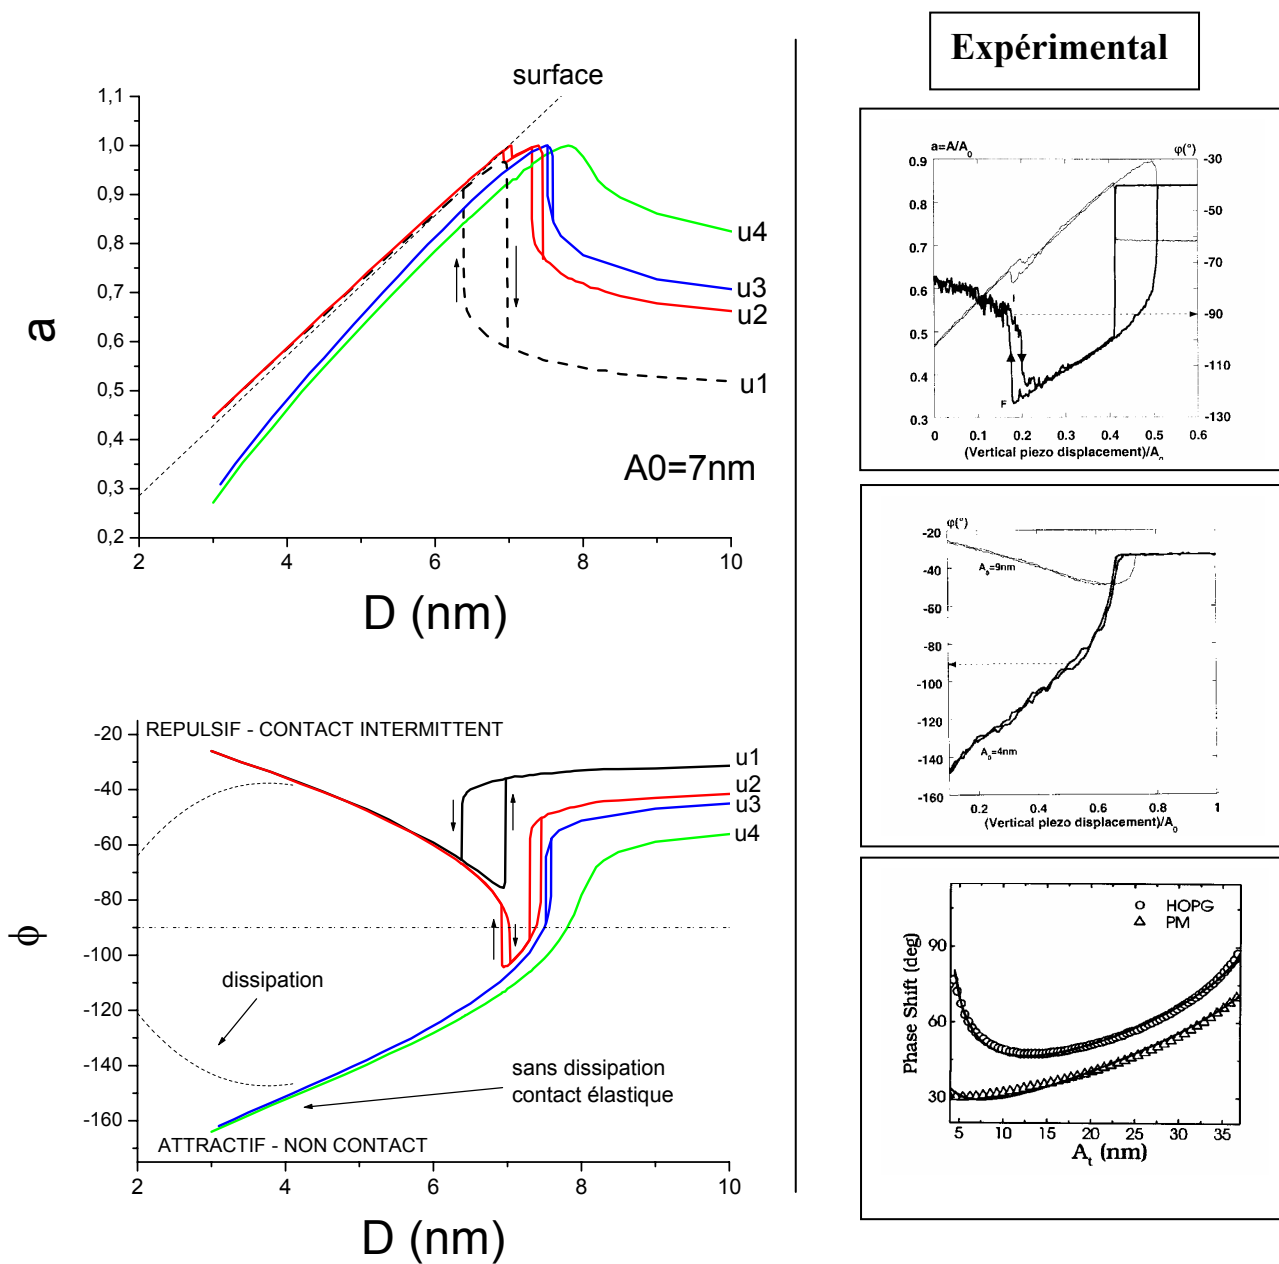 surface
1,1
1,0
0,9
0,8
0,7
0,6
0,5
0,4
0,3
0,2
a
u4
u3
u2
u1
A0=7nm
2 4 6 8 10
D (nm)
-20
-40
-60
-80
-100
-120
-140
-160
ϕ
REPULSIF - CONTACT INTERMITTENT
u1
u2
u3
u4
dissipation
sans dissipation
contact élastique
ATTRACTIF - NON CONTACT
2 4 6 8 10
D (nm)
Expérimental
a=A/A₀ φ(°)
0.9
0.8
0.7
0.6
0.5
0.4
0.3
-30
-50
-70
-90
-110
-130
F
0 0.1 0.2 0.3 0.4 0.5 0.6
(Vertical piezo displacement)/A₀
φ(°)
-20
-40
-60
-80
-100
-120
-140
-160
A₀=9nm
A₀=4nm
0.2 0.4 0.6 0.8 1
(Vertical piezo displacement)/A₀
HOPG
PM
90
60
30
Phase Shift (deg)
5 10 15 20 25 30 35
Aₜ (nm)